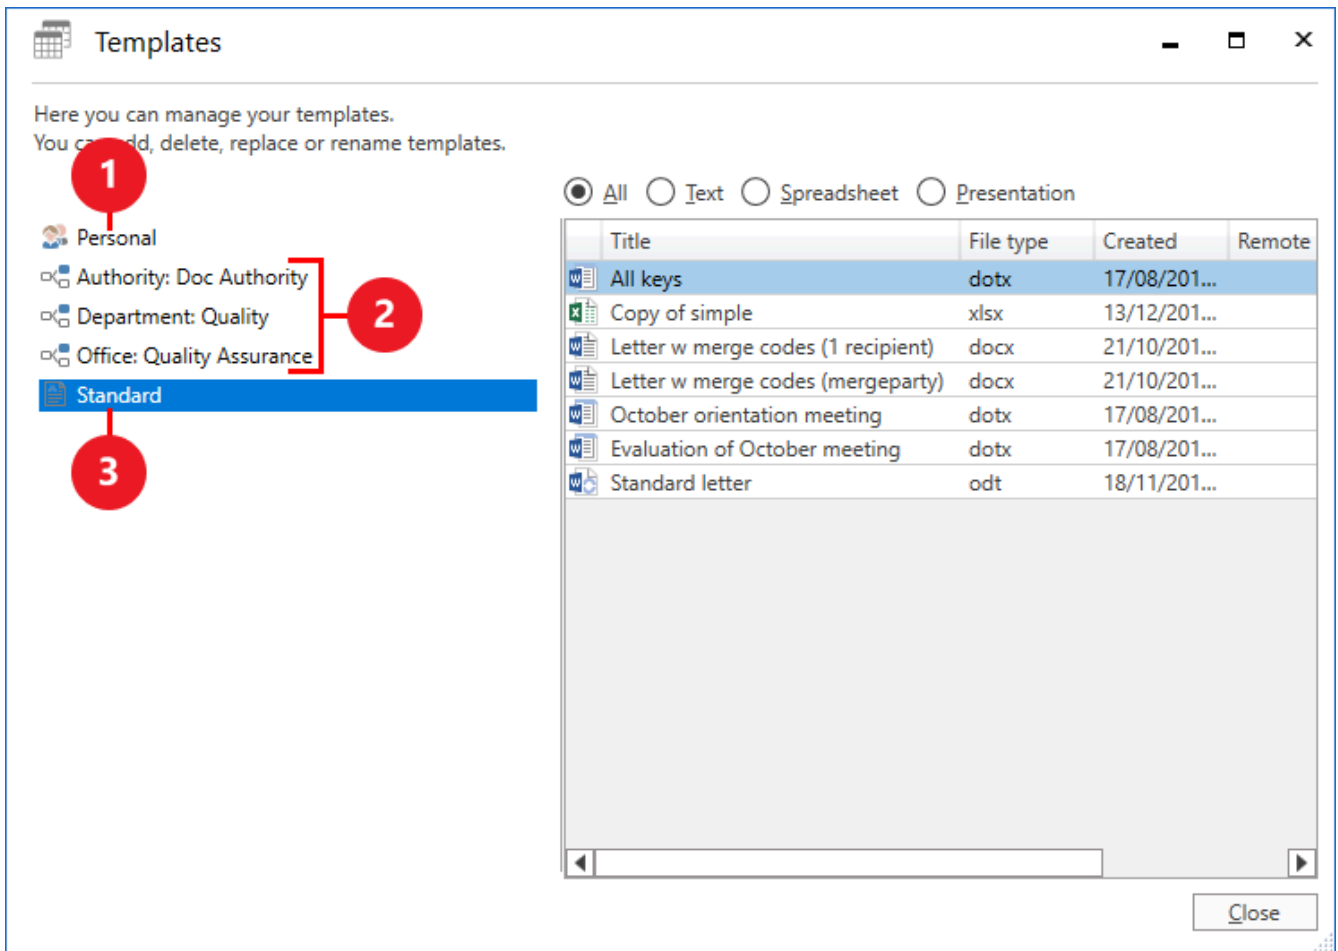 Templates
Here you can manage your templates.
You can add, delete, replace or rename templates.
1
Personal
Authority: Doc Authority
Department: Quality
Office: Quality Assurance
2
Standard
3
All Text Spreadsheet Presentation
Title File type Created Remote
All keys dotx 17/08/201...
Copy of simple xlsx 13/12/201...
Letter w merge codes (1 recipient) docx 21/10/201...
Letter w merge codes (mergeparty) docx 21/10/201...
October orientation meeting dotx 17/08/201...
Evaluation of October meeting dotx 17/08/201...
Standard letter odt 18/11/201...
Close